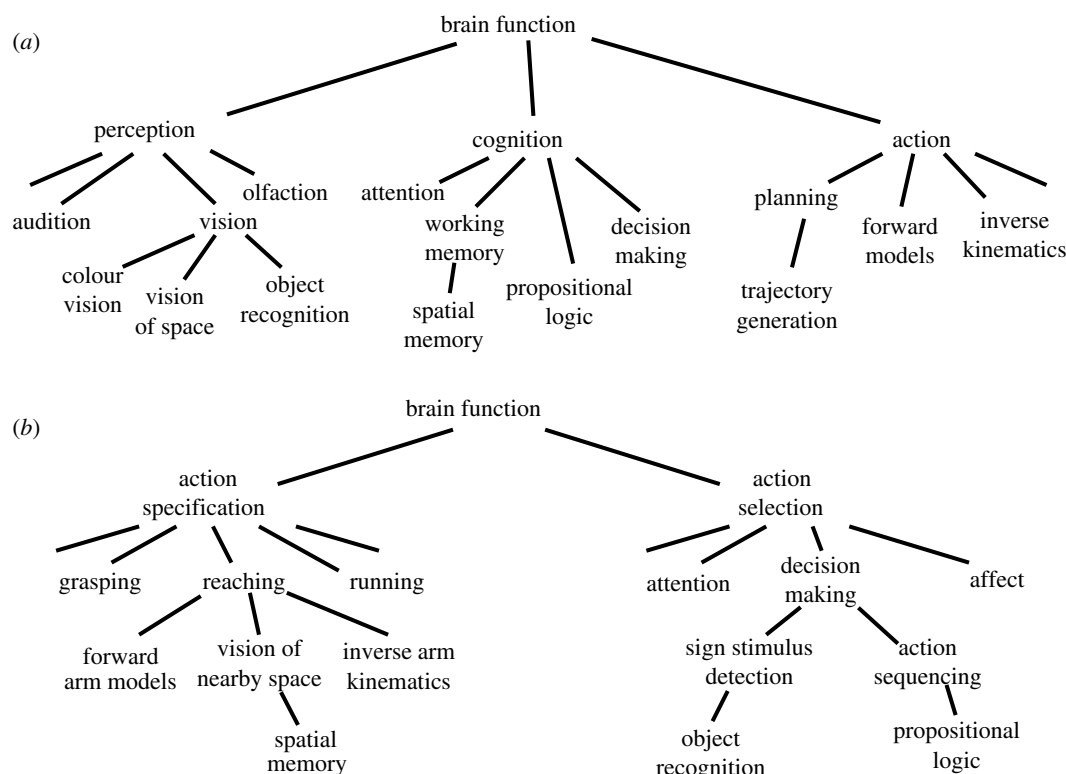 brain function
(a)
perception
cognition
action
audition
vision
olfaction
attention
working
memory
decision
making
planning
forward
models
inverse
kinematics
colour
vision
vision
of space
object
recognition
spatial
memory
propositional
logic
trajectory
generation
brain function
(b)
action
specification
action
selection
grasping
reaching
running
attention
decision
making
affect
forward
arm models
vision of
nearby space
inverse arm
kinematics
sign stimulus
detection
action
sequencing
spatial
memory
object
recognition
propositional
logic